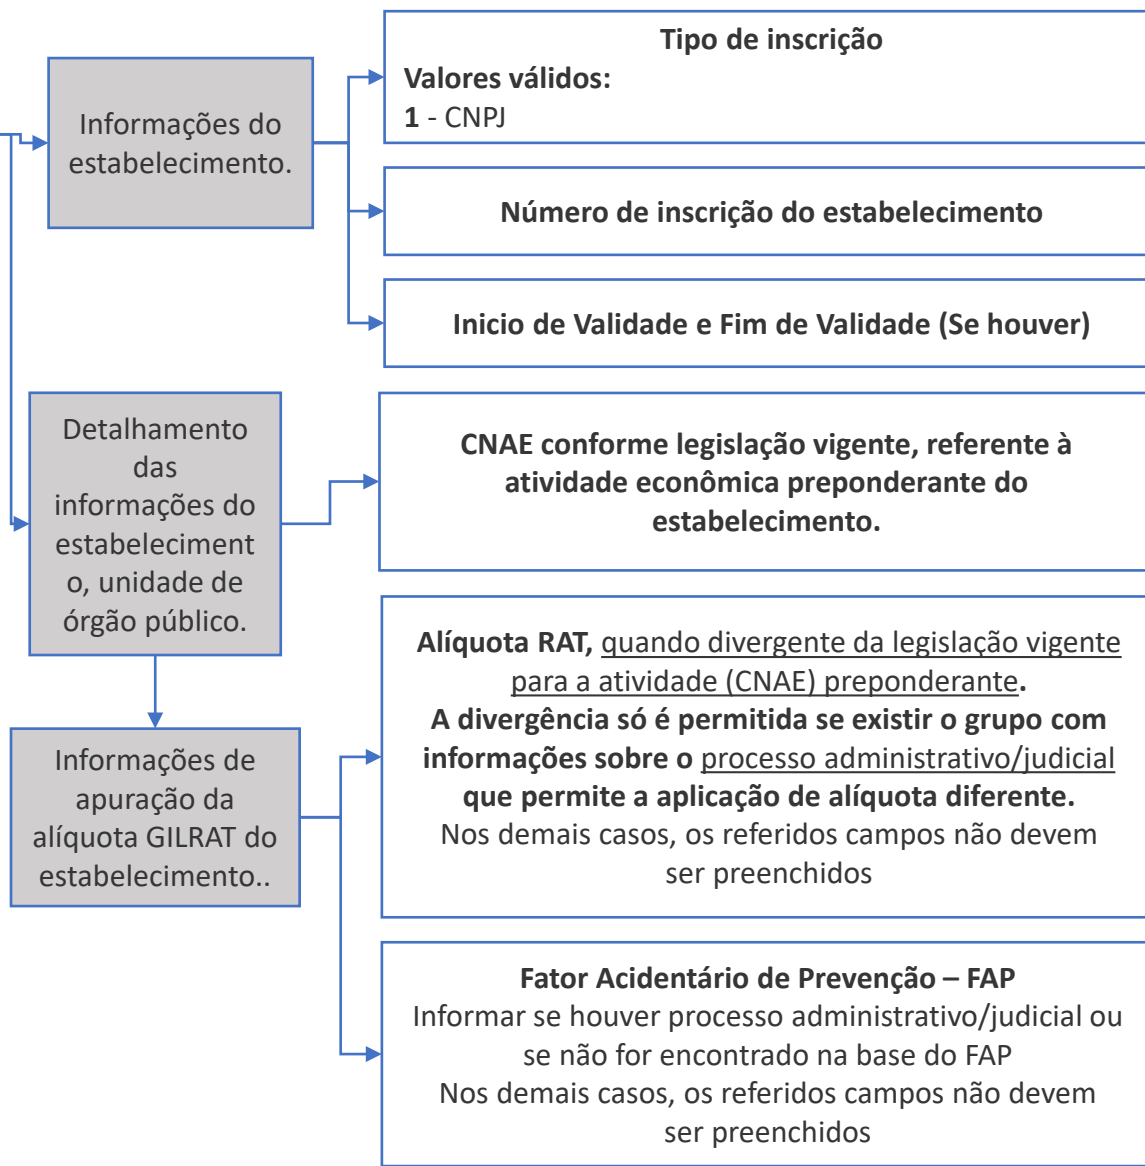 Informações do
estabelecimento.
Tipo de inscrição
Valores válidos:
1 - CNPJ
Número de inscrição do estabelecimento
Inicio de Validade e Fim de Validade (Se houver)
Detalhamento
das
informações do
estabeleciment
o, unidade de
órgão público.
CNAE conforme legislação vigente, referente à
atividade econômica preponderante do
estabelecimento.
Informações de
apuração da
alíquota GILRAT do
estabelecimento..
Alíquota RAT, quando divergente da legislação vigente
para a atividade (CNAE) preponderante.
A divergência só é permitida se existir o grupo com
informações sobre o processo administrativo/judicial
que permite a aplicação de alíquota diferente.
Nos demais casos, os referidos campos não devem
ser preenchidos
Fator Acidentário de Prevenção – FAP
Informar se houver processo administrativo/judicial ou
se não for encontrado na base do FAP
Nos demais casos, os referidos campos não devem
ser preenchidos